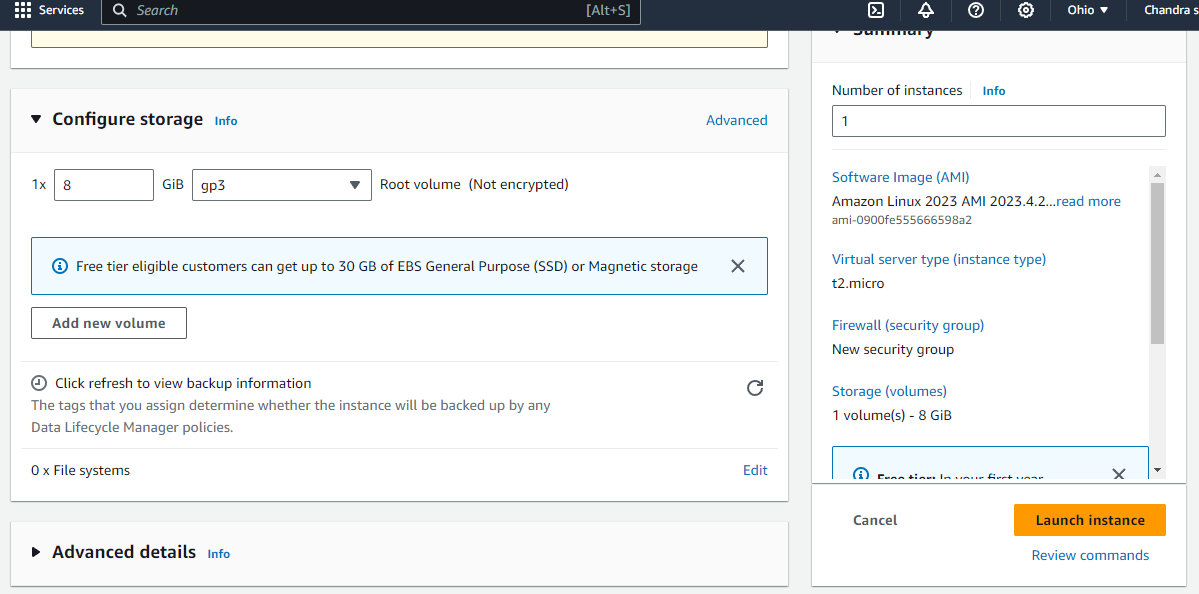 Services
Search
[Alt+S]
Ohio
Chandra s
Configure storage Info
Advanced
1x 8 GiB gp3 Root volume (Not encrypted)
Free tier eligible customers can get up to 30 GB of EBS General Purpose (SSD) or Magnetic storage
Add new volume
Click refresh to view backup information
The tags that you assign determine whether the instance will be backed up by any
Data Lifecycle Manager policies.
0 x File systems
Edit
Advanced details Info
Summary
Number of instances Info
1
Software Image (AMI)
Amazon Linux 2023 AMI 2023.4.2...read more
ami-0900fe555666598a2
Virtual server type (instance type)
t2.micro
Firewall (security group)
New security group
Storage (volumes)
1 volume(s) - 8 GiB
Free tier: In your first year
Cancel
Launch instance
Review commands